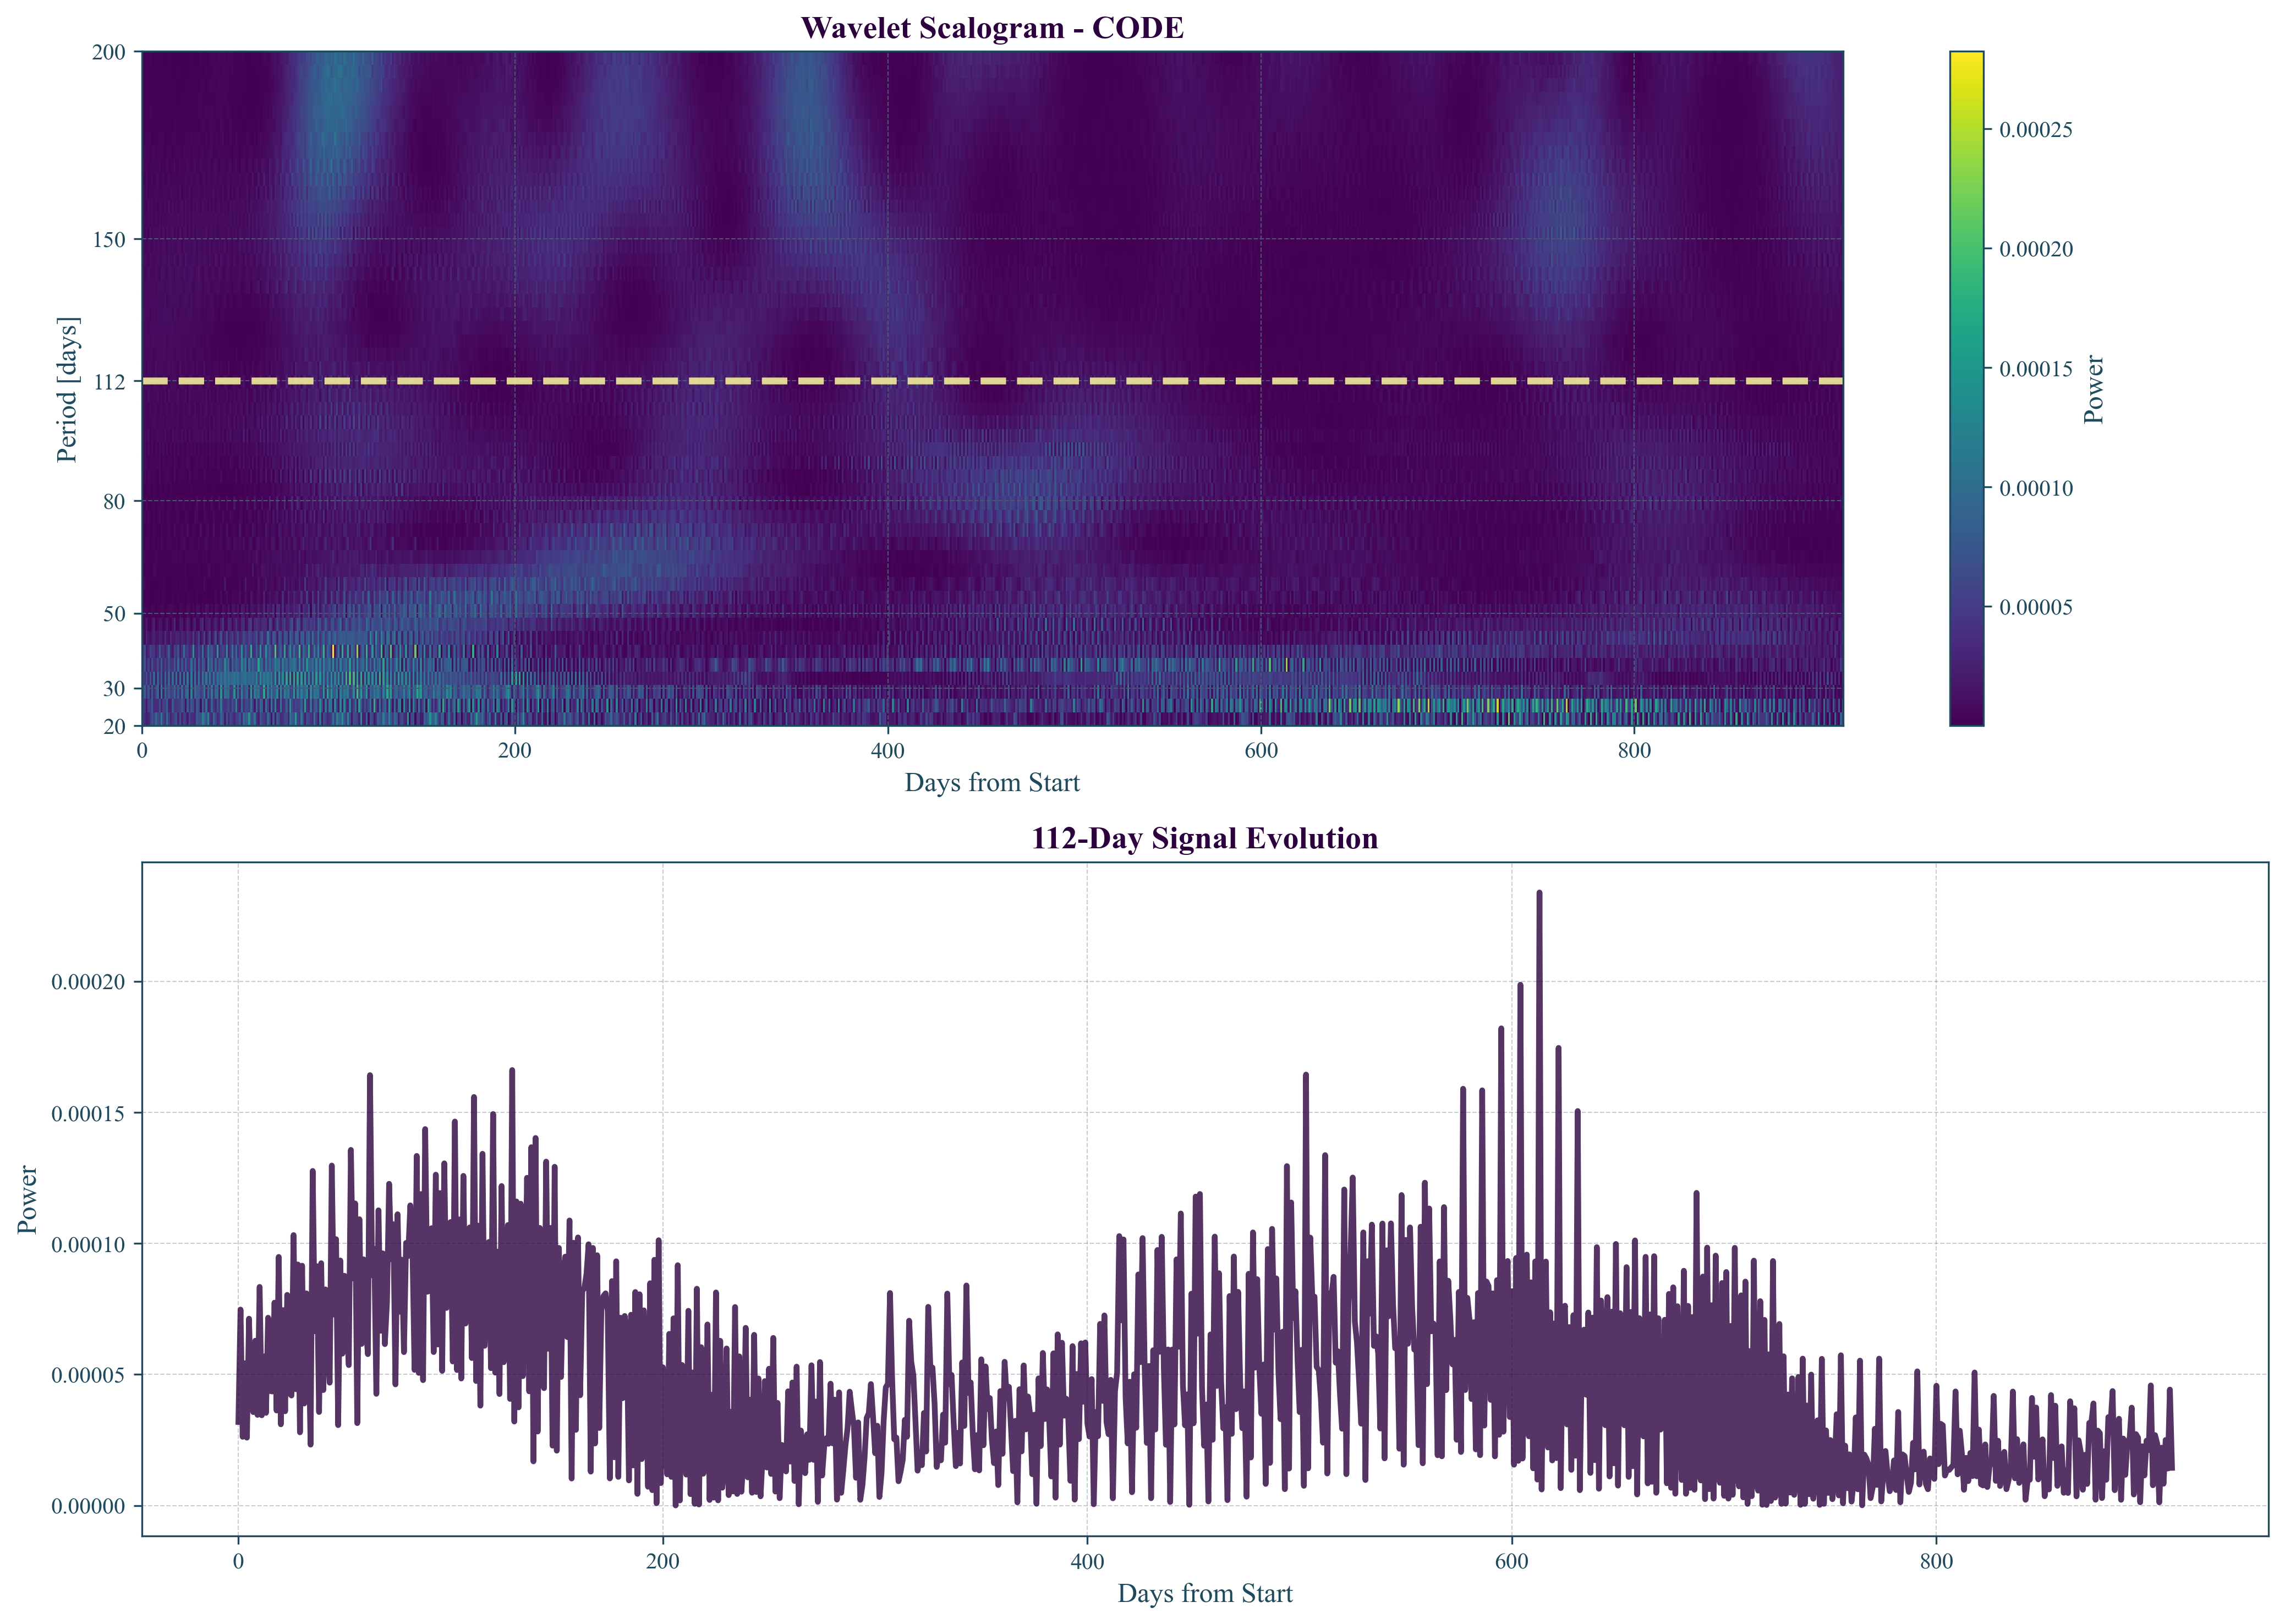 Wavelet Scalogram - CODE
Period [days]
200
150
112
80
50
30
20
0 200 400 600 800
Days from Start
0.00025
0.00020
0.00015
0.00010
0.00005
Power
112-Day Signal Evolution
Power
0.00020
0.00015
0.00010
0.00005
0.00000
0 200 400 600 800
Days from Start